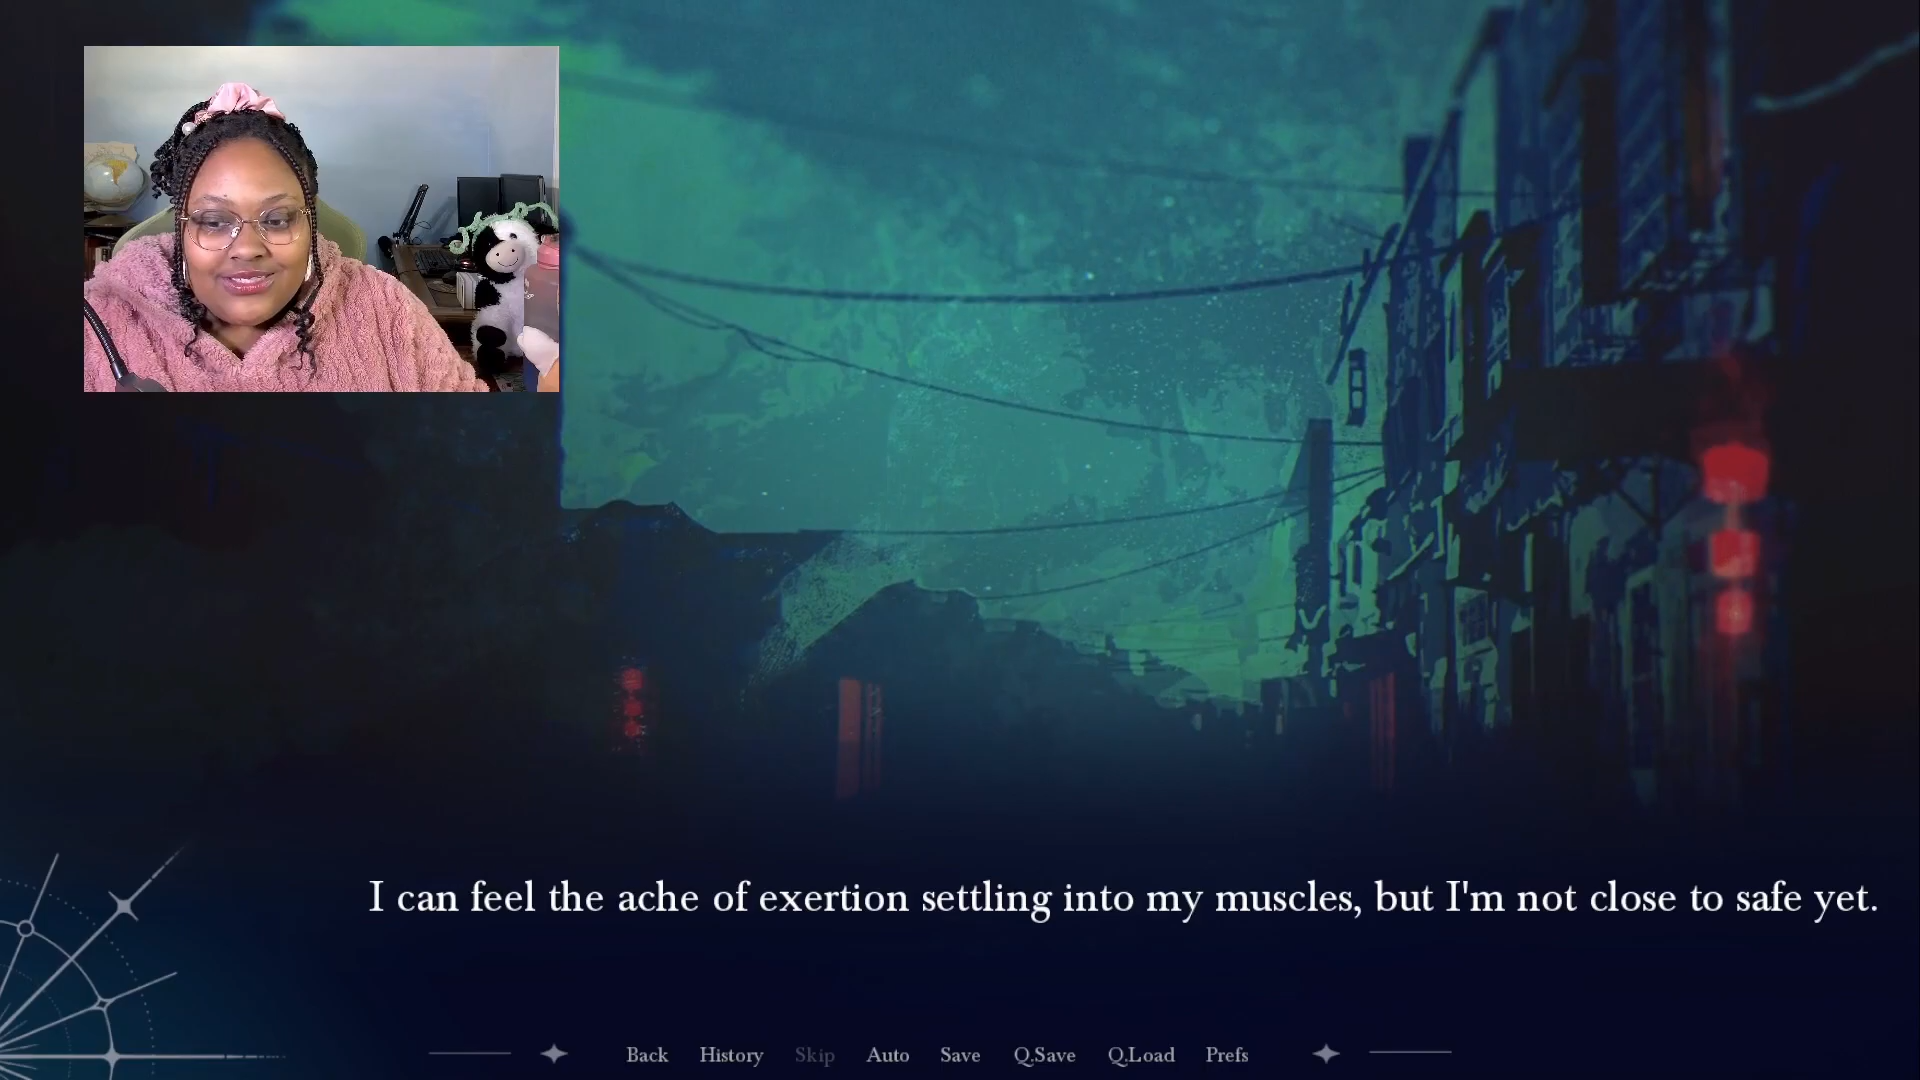 I can feel the ache of exertion settling into my muscles, but I'm not close to safe yet.
Back History Skip Auto Save Q.Save Q.Load Prefs